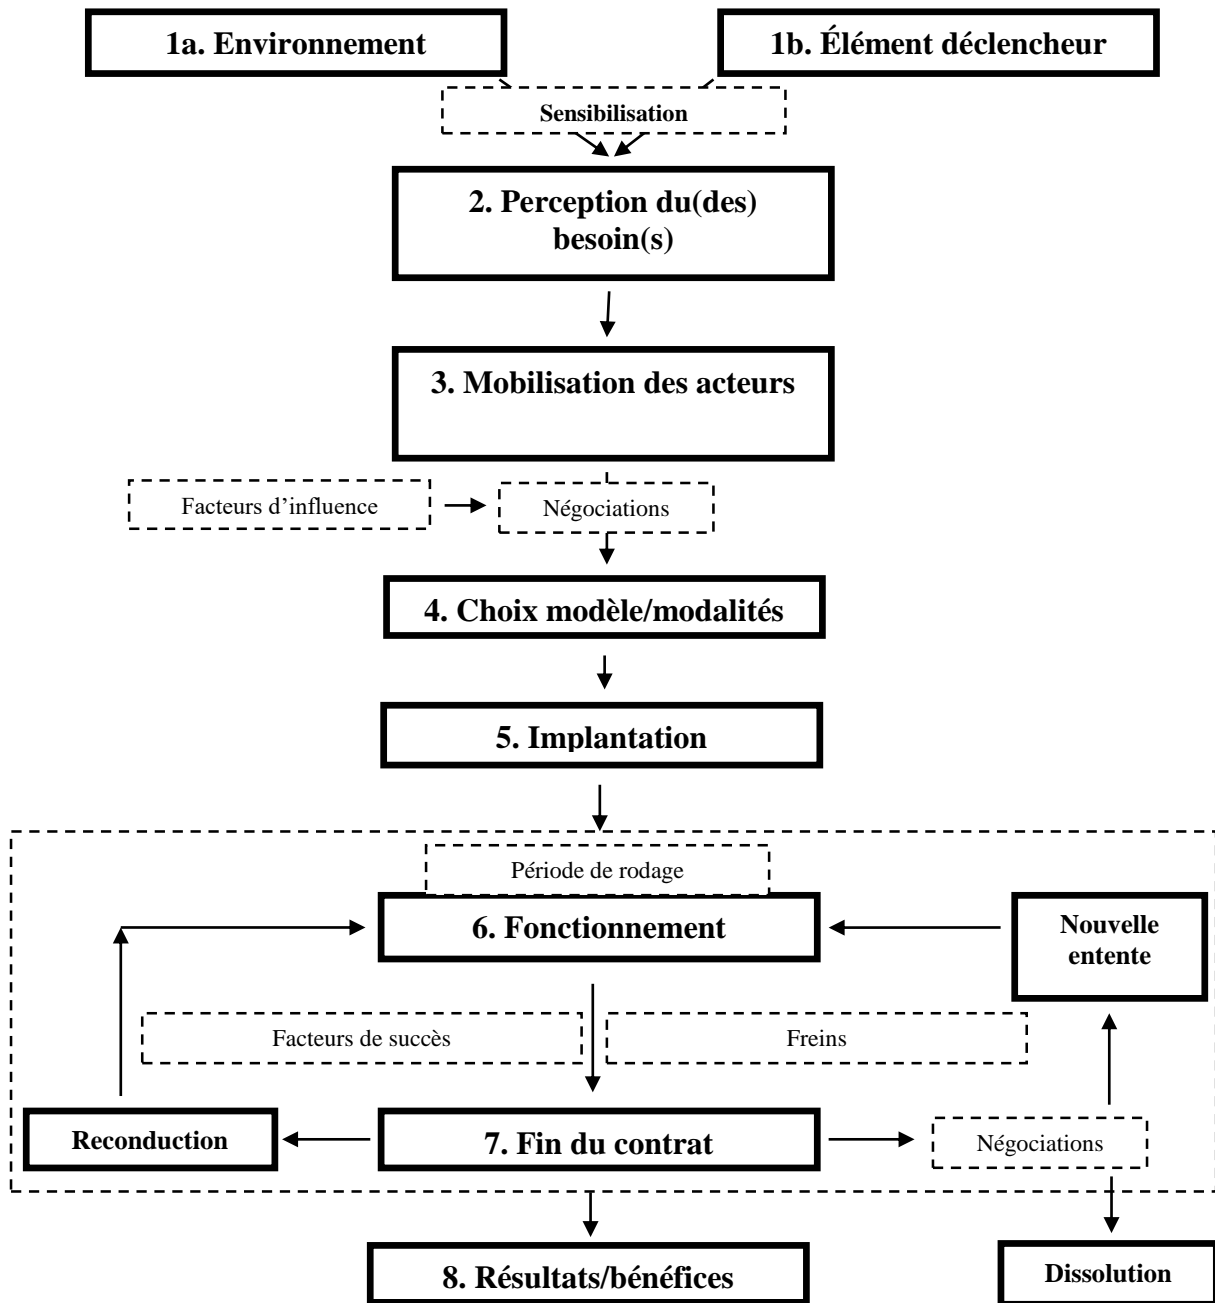 1a. Environnement
1b. Élément déclencheur
Sensibilisation
2. Perception du(des)
besoin(s)
3. Mobilisation des acteurs
Facteurs d’influence
Négociations
4. Choix modèle/modalités
5. Implantation
Période de rodage
6. Fonctionnement
Nouvelle
entente
Facteurs de succès
Freins
Reconduction
7. Fin du contrat
Négociations
8. Résultats/bénéfices
Dissolution